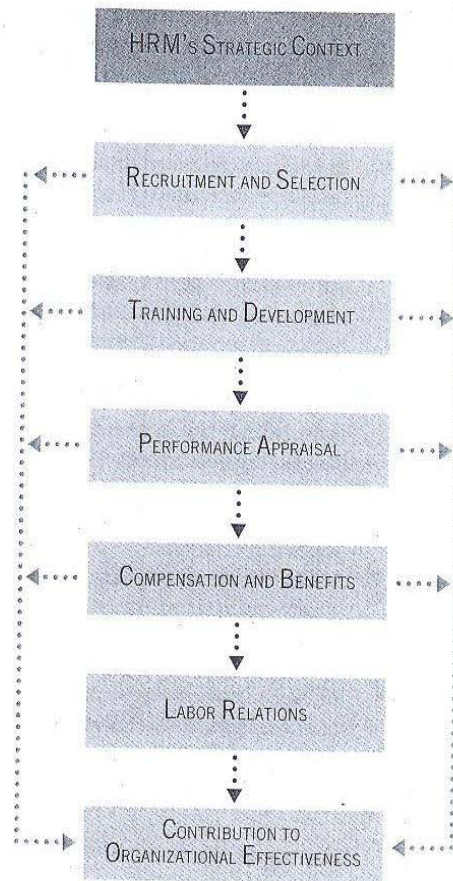 HRM's Strategic Context
Recruitment and Selection
Training and Development
Performance Appraisal
Compensation and Benefits
Labor Relations
Contribution to
Organizational Effectiveness